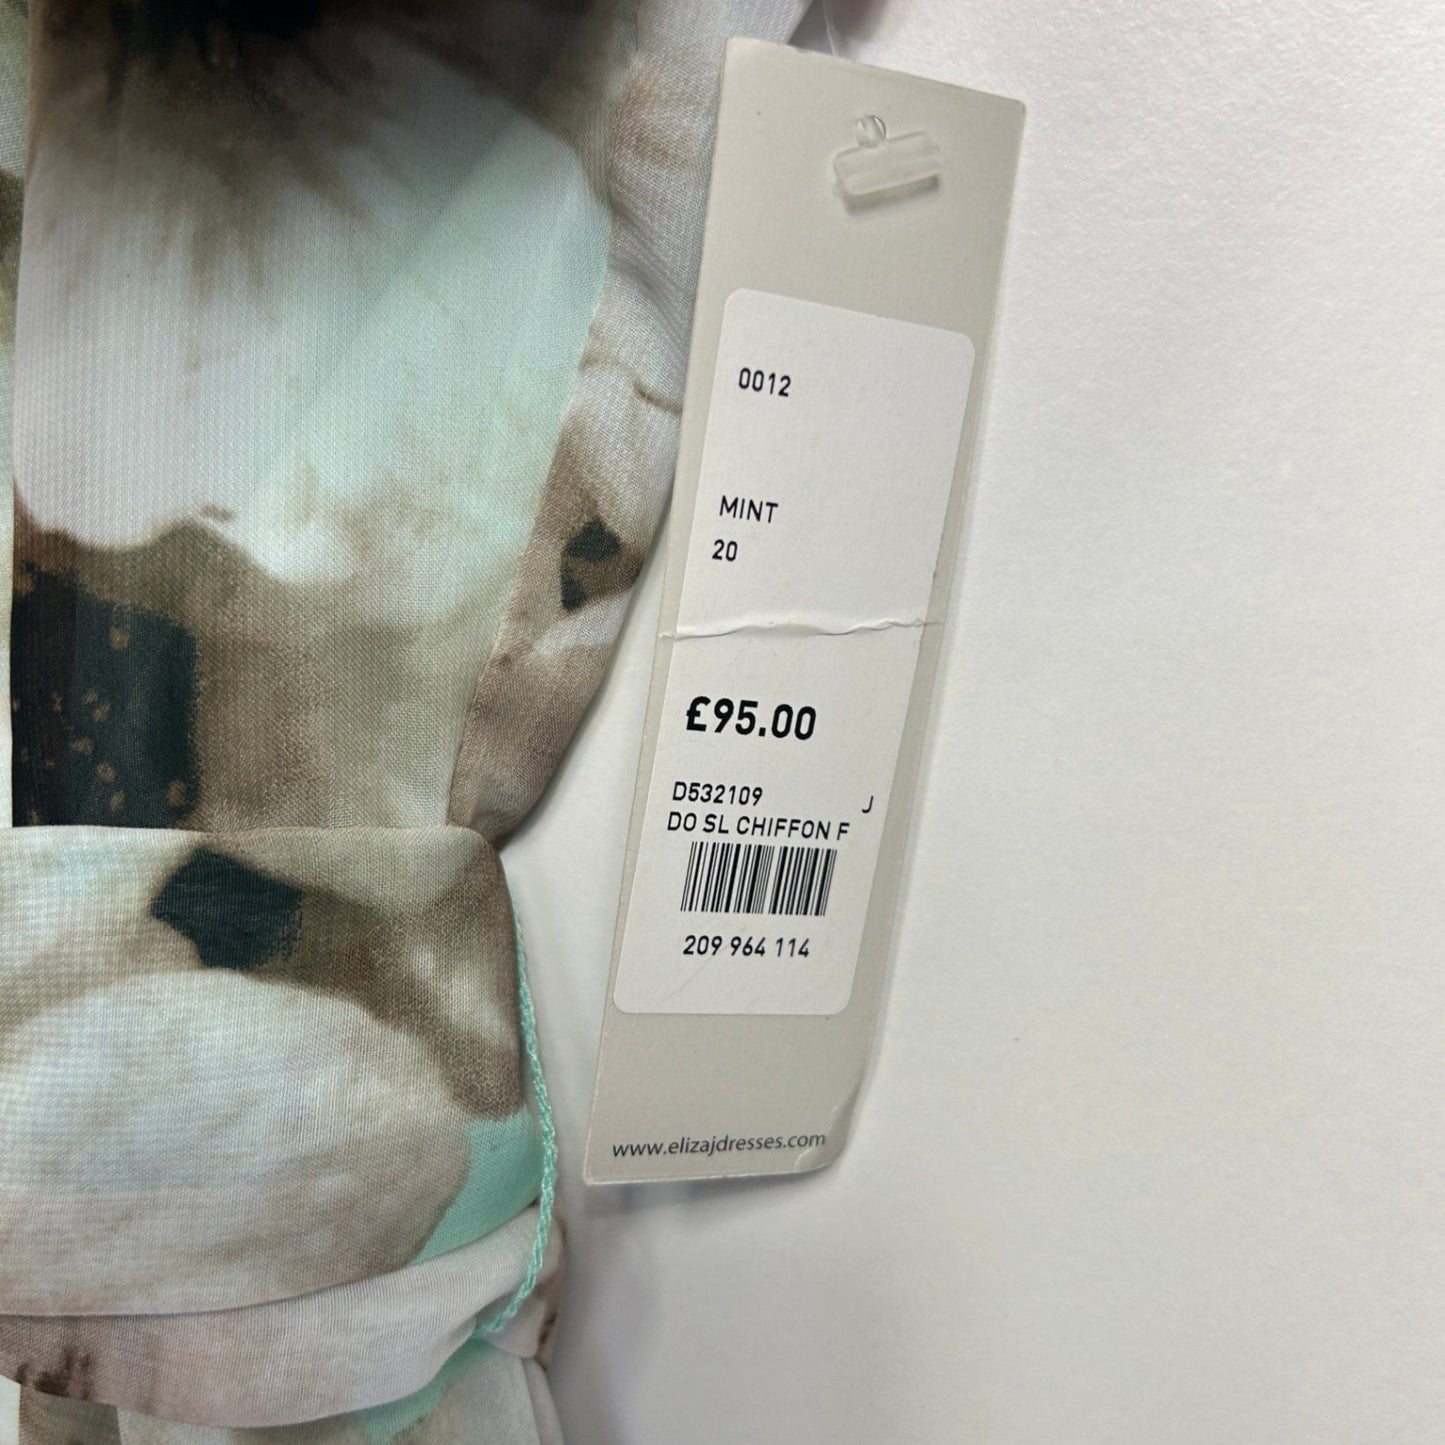 0012
MINT
20
£95.00
D532109 J
DO SL CHIFFON F
209 964 114
www.elizajdresses.com